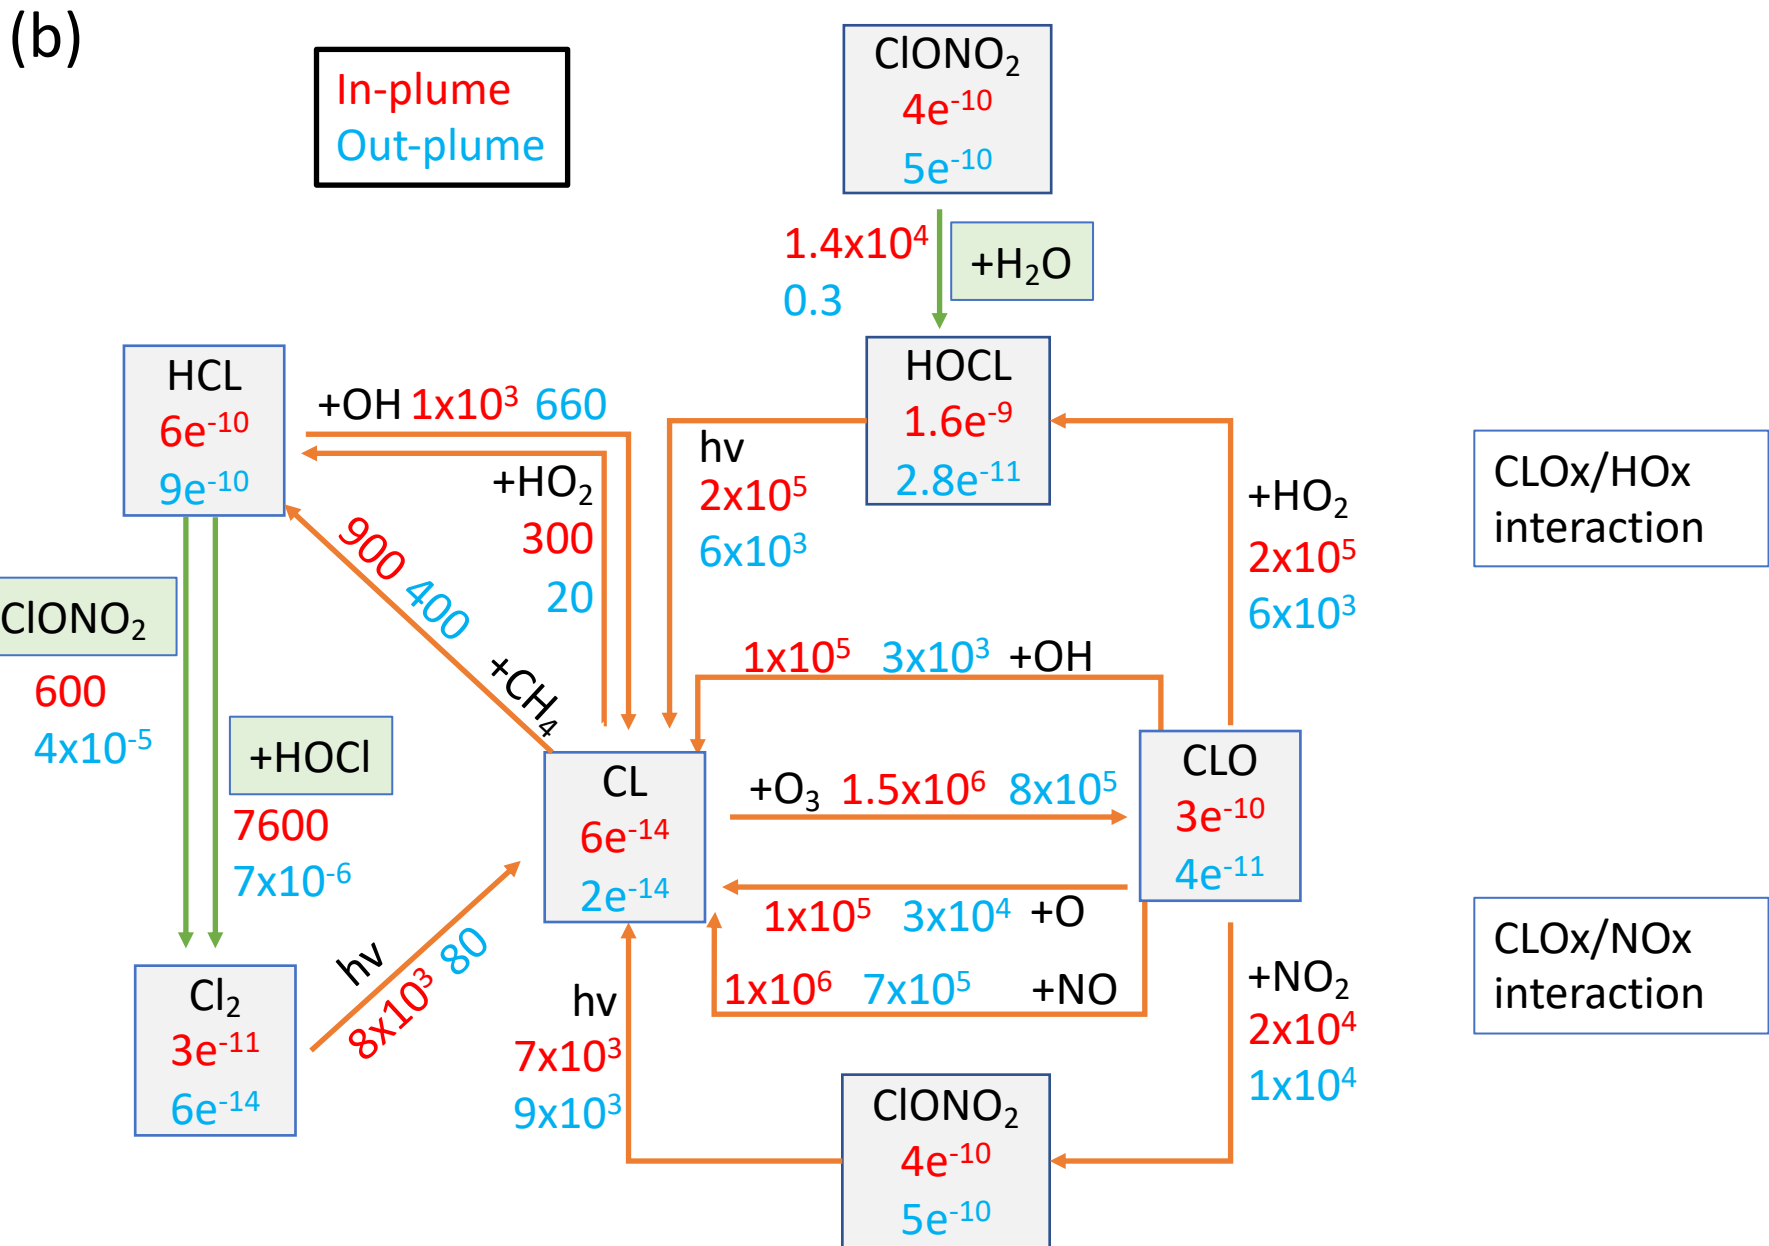 (b)
In-plume
Out-plume
ClONO₂
4e⁻¹⁰
5e⁻¹⁰
1.4x10⁴
0.3
+H₂O
HCL
6e⁻¹⁰
9e⁻¹⁰
+OH 1x10³ 660
+HO₂
300
20
HOCL
1.6e⁻⁹
2.8e⁻¹¹
hv
2x10⁵
6x10³
+HO₂
2x10⁵
6x10³
CLOx/HOx
interaction
900 400 +CH₄
ClONO₂
600
4x10⁻⁵
+HOCl
7600
7x10⁻⁶
1x10⁵ 3x10³ +OH
CL
6e⁻¹⁴
2e⁻¹⁴
+O₃ 1.5x10⁶ 8x10⁵
CLO
3e⁻¹⁰
4e⁻¹¹
1x10⁵ 3x10⁴ +O
1x10⁶ 7x10⁵ +NO
hv
8x10³ 80
Cl₂
3e⁻¹¹
6e⁻¹⁴
hv
7x10³
9x10³
+NO₂
2x10⁴
1x10⁴
CLOx/NOx
interaction
ClONO₂
4e⁻¹⁰
5e⁻¹⁰